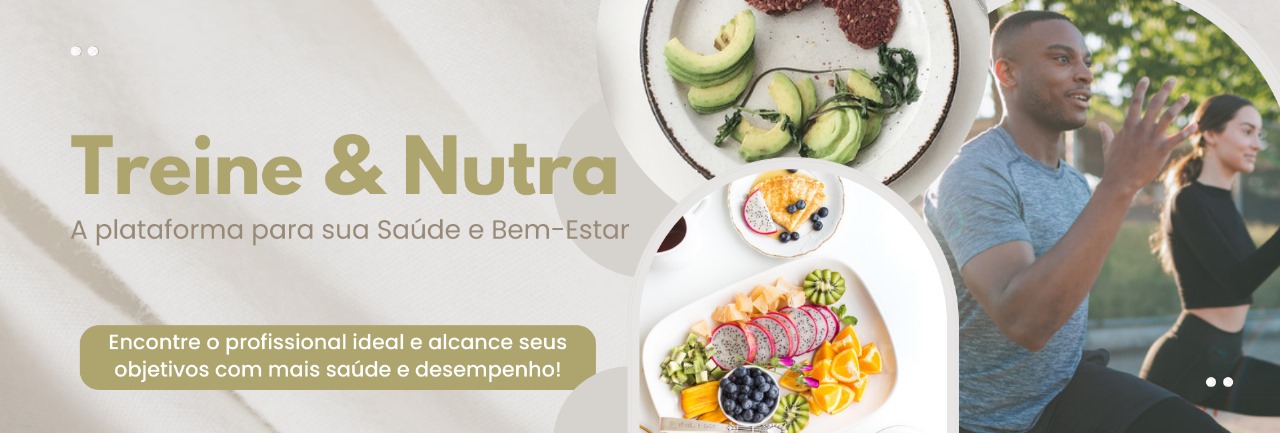 Treine & Nutra
A plataforma para sua Saúde e Bem-Estar
Encontre o profissional ideal e alcance seus
objetivos com mais saúde e desempenho!